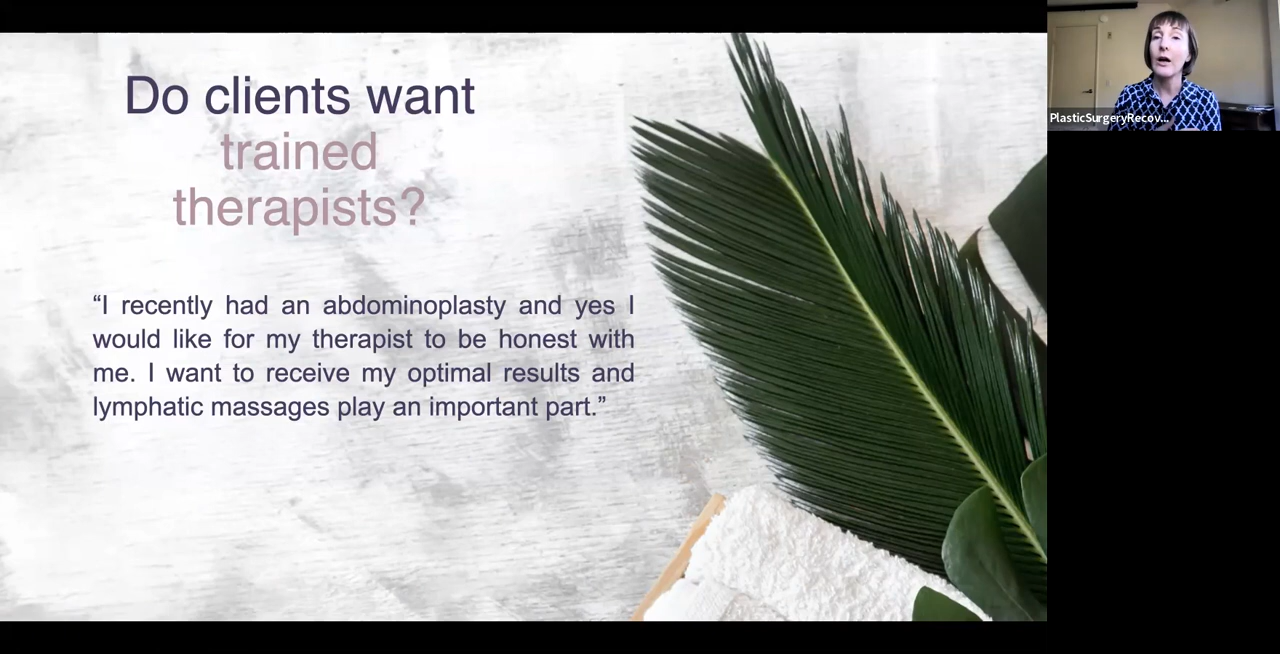 Do clients want
trained
therapists?
“I recently had an abdominoplasty and yes I
would like for my therapist to be honest with
me. I want to receive my optimal results and
lymphatic massages play an important part.”
PlasticSurgeryRecov...